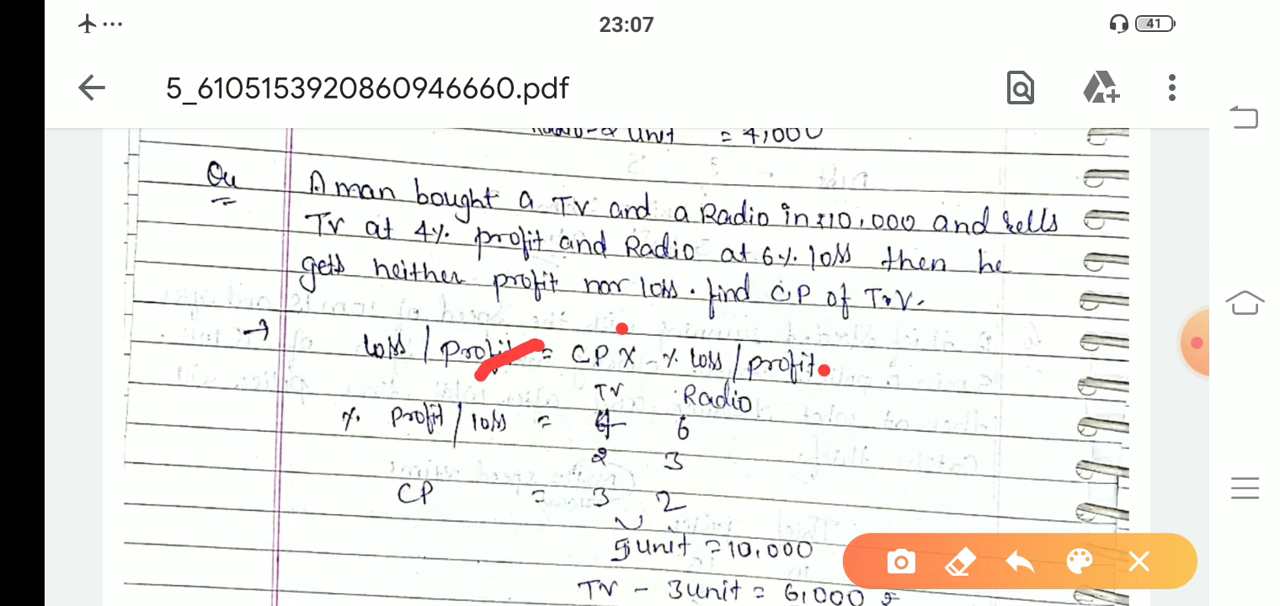 23:07
41
5_6105153920860946660.pdf
unit = 4,000
Qu A man bought a TV and a Radio in ₹10,000 and sells
TV at 4% profit and Radio at 6% loss then he
gets neither profit nor loss. find CP of T.V.
→ loss / profit = CP x % loss / profit.
TV Radio
% Profit / loss = 4 6
2 3
CP = 3 2
5 unit = 10,000
TV - 3 unit = 6,000 ₹